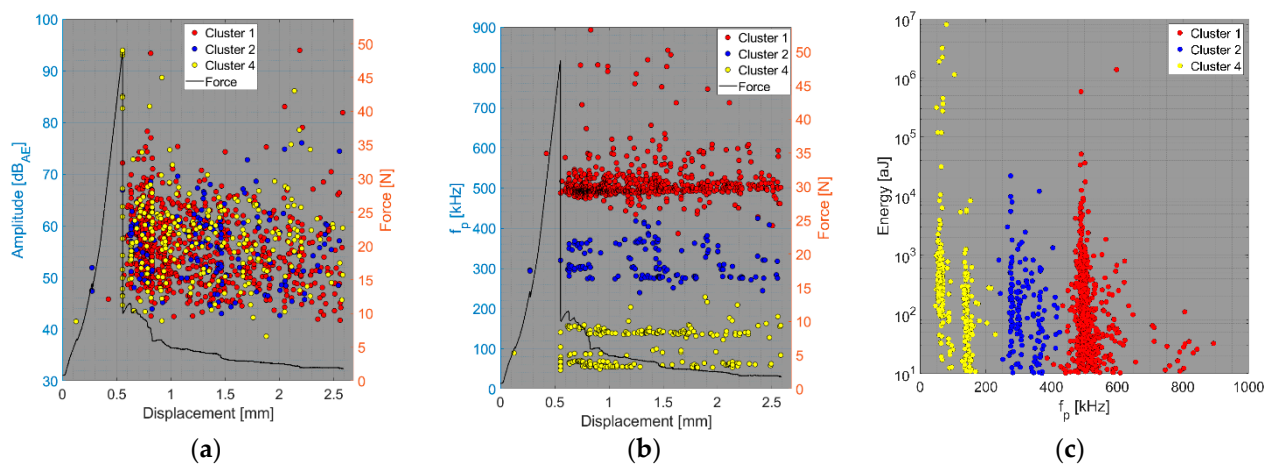 (a)
100
90
80
70
60
50
40
30
Amplitude [dB_AE]
Cluster 1
Cluster 2
Cluster 4
Force
50
45
40
35
30
25
20
15
10
5
0
Force [N]
0 0.5 1 1.5 2 2.5
Displacement [mm]
(b)
900
800
700
600
500
400
300
200
100
0
f_p [kHz]
Cluster 1
Cluster 2
Cluster 4
Force
50
45
40
35
30
25
20
15
10
5
0
Force [N]
0 0.5 1 1.5 2 2.5
Displacement [mm]
(c)
10^7
10^6
10^5
10^4
10^3
10^2
10^1
Energy [aJ]
Cluster 1
Cluster 2
Cluster 4
0 200 400 600 800 1000
f_p [kHz]